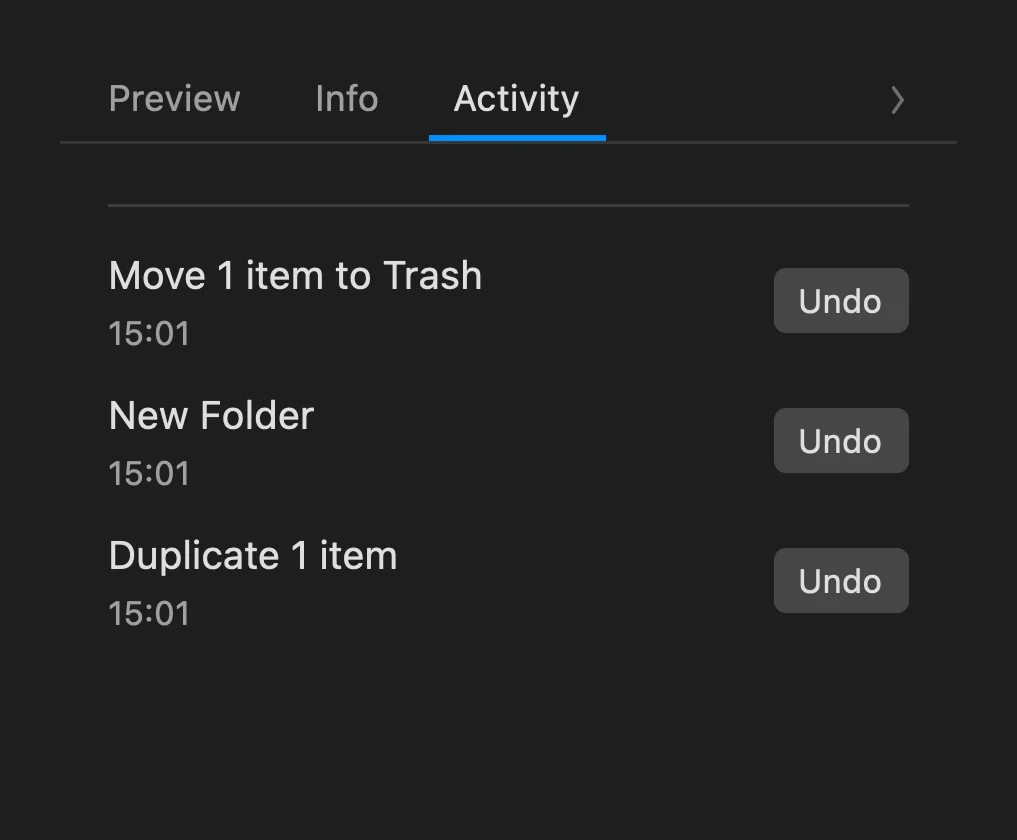 Preview Info Activity
Move 1 item to Trash
15:01
Undo
New Folder
15:01
Undo
Duplicate 1 item
15:01
Undo